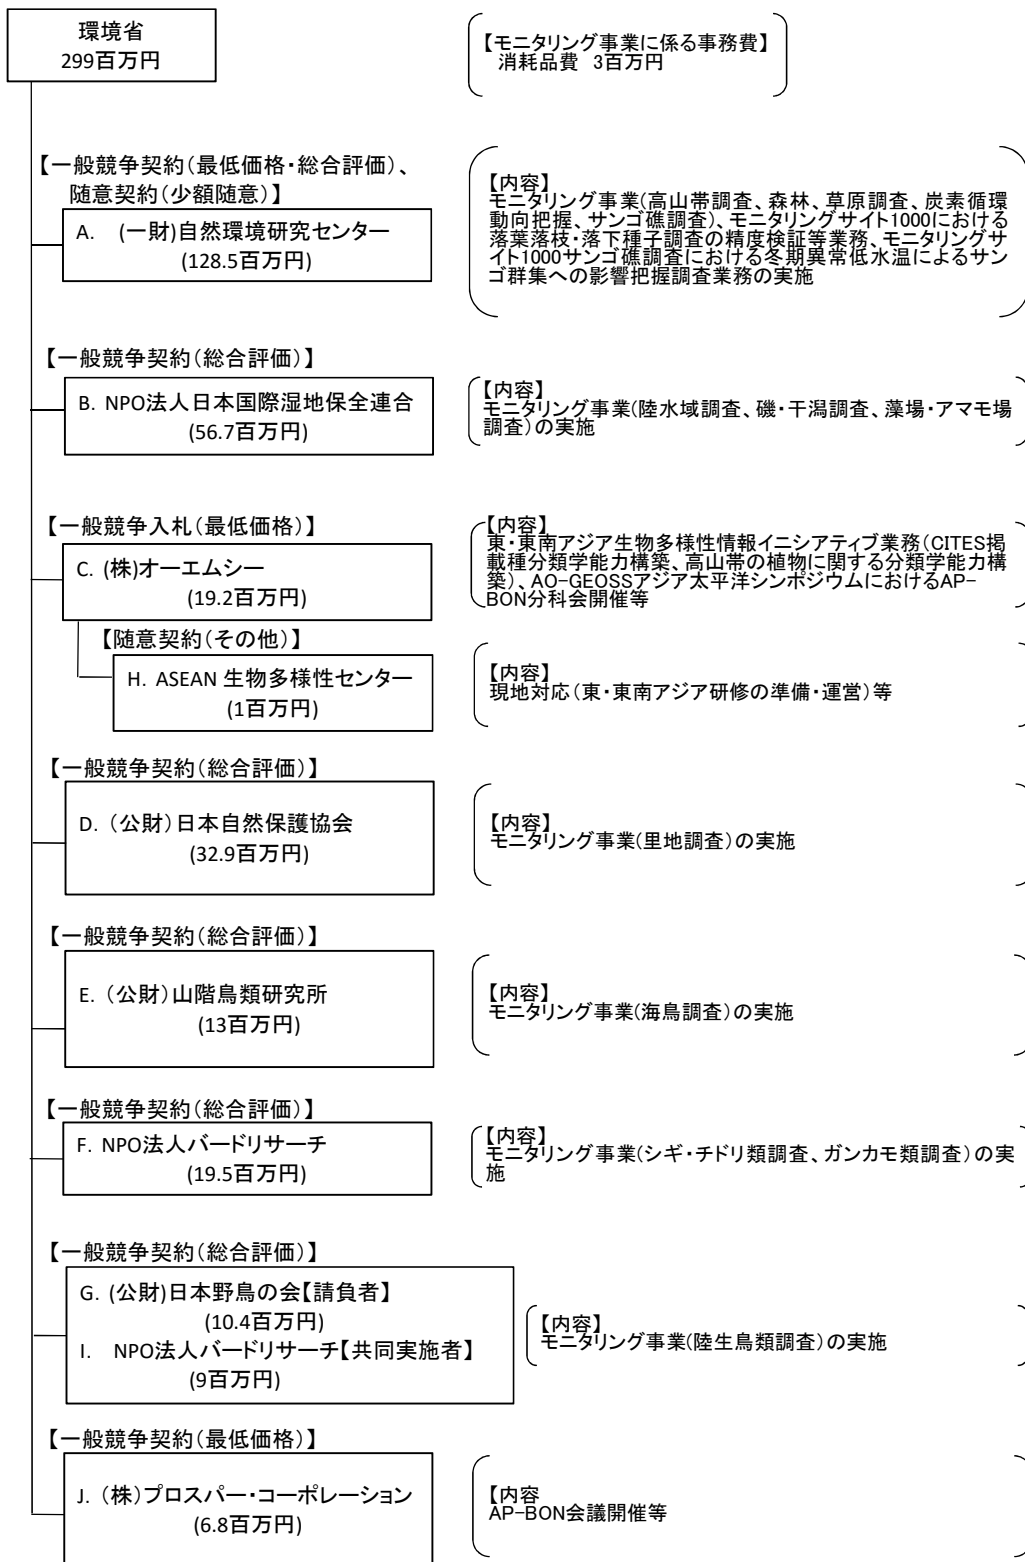 環境省
299百万円
【モニタリング事業に係る事務費】
消耗品費 3百万円
【一般競争契約(最低価格・総合評価)、
随意契約(少額随意)】
A. (一財)自然環境研究センター
(128.5百万円)
【内容】
モニタリング事業(高山帯調査、森林、草原調査、炭素循環
動向把握、サンゴ礁調査)、モニタリングサイト1000における
落葉落枝・落下種子調査の精度検証等業務、モニタリングサ
イト1000サンゴ礁調査における冬期異常低水温によるサン
ゴ群集への影響把握調査業務の実施
【一般競争契約(総合評価)】
B. NPO法人日本国際湿地保全連合
(56.7百万円)
【内容】
モニタリング事業(陸水域調査、磯・干潟調査、藻場・アマモ場
調査)の実施
【一般競争入札(最低価格)】
C. (株)オーエムシー
(19.2百万円)
【内容】
東・東南アジア生物多様性情報イニシアティブ業務(CITES掲
載種分類学能力構築、高山帯の植物に関する分類学能力構
築)、AO-GEOSSアジア太平洋シンポジウムにおけるAP-
BON分科会開催等
【随意契約(その他)】
H. ASEAN 生物多様性センター
(1百万円)
【内容】
現地対応(東・東南アジア研修の準備・運営)等
【一般競争契約(総合評価)】
D. (公財)日本自然保護協会
(32.9百万円)
【内容】
モニタリング事業(里地調査)の実施
【一般競争契約(総合評価)】
E. (公財)山階鳥類研究所
(13百万円)
【内容】
モニタリング事業(海鳥調査)の実施
【一般競争契約(総合評価)】
F. NPO法人バードリサーチ
(19.5百万円)
【内容】
モニタリング事業(シギ・チドリ類調査、ガンカモ類調査)の実
施
【一般競争契約(総合評価)】
G. (公財)日本野鳥の会【請負者】
(10.4百万円)
I. NPO法人バードリサーチ【共同実施者】
(9百万円)
【内容】
モニタリング事業(陸生鳥類調査)の実施
【一般競争契約(最低価格)】
J. (株)プロスパー・コーポレーション
(6.8百万円)
【内容
AP-BON会議開催等